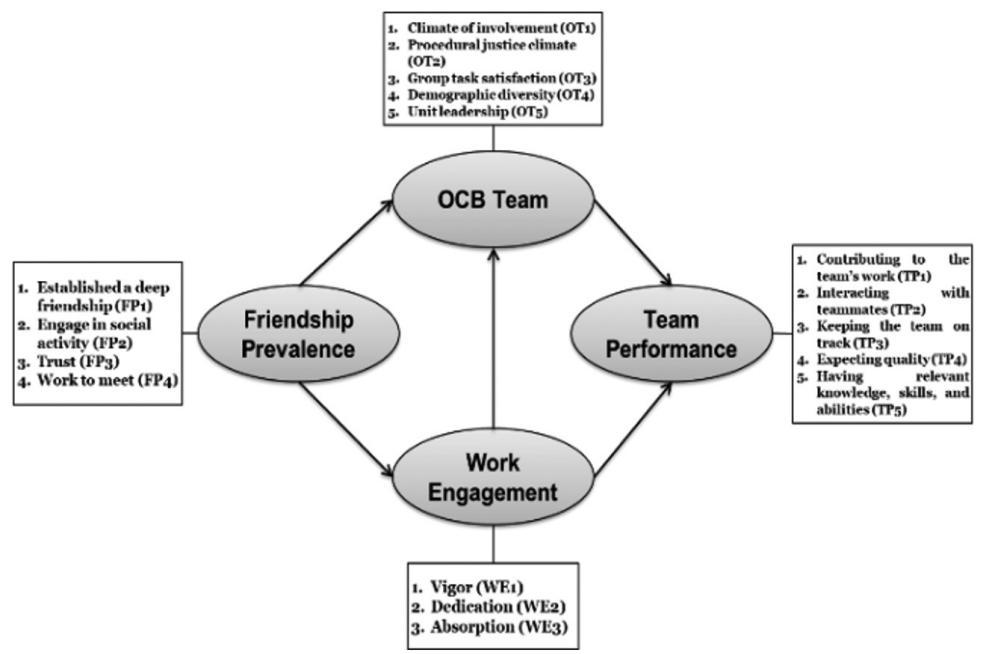 1. Climate of involvement (OT1)
2. Procedural justice climate
(OT2)
3. Group task satisfaction (OT3)
4. Demographic diversity (OT4)
5. Unit leadership (OT5)
OCB Team
1. Established a deep
friendship (FP1)
2. Engage in social
activity (FP2)
3. Trust (FP3)
4. Work to meet (FP4)
Friendship
Prevalence
Team
Performance
1. Contributing to the
team's work (TP1)
2. Interacting with
teammates (TP2)
3. Keeping the team on
track (TP3)
4. Expecting quality (TP4)
5. Having relevant
knowledge, skills, and
abilities (TP5)
Work
Engagement
1. Vigor (WE1)
2. Dedication (WE2)
3. Absorption (WE3)